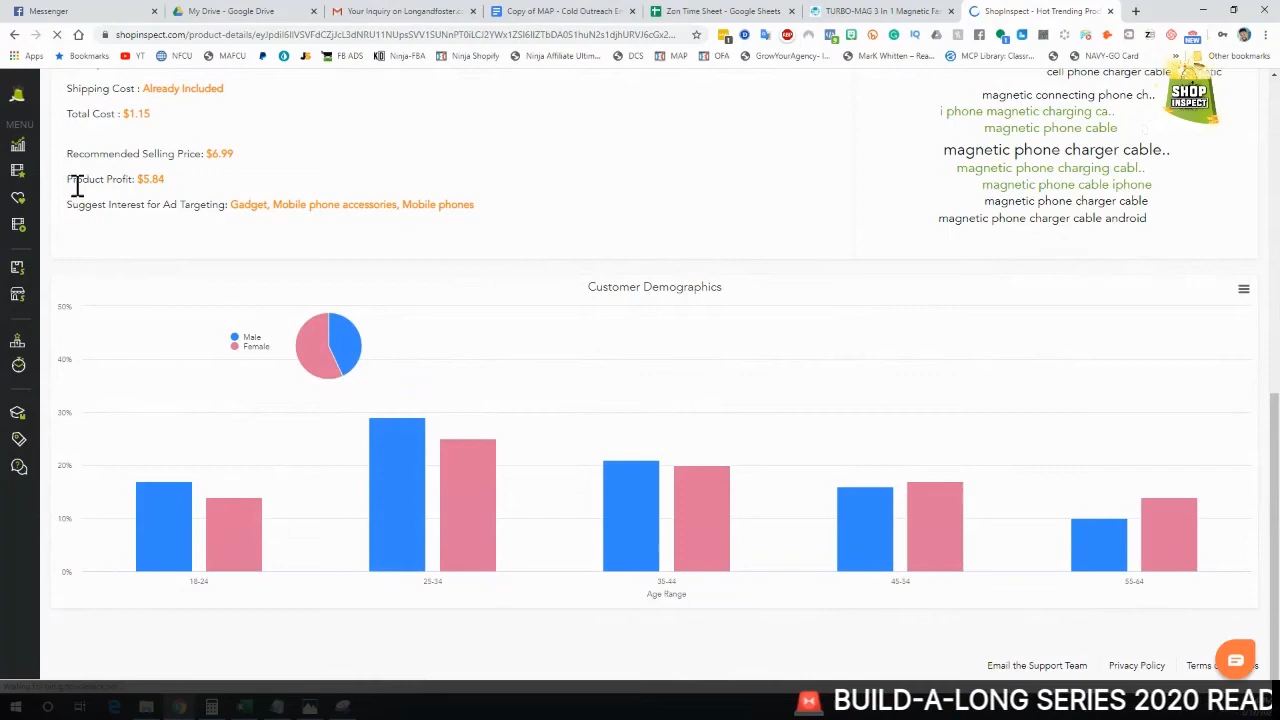 Messenger
My Drive - Google Drive
Your Inquiry on Longandfoster.c
Copy of MAP - Cold Outreach Em
Zon Time Sheet - Google Sheets
TURBO-MAG 3 IN 1 Magnetic Fa
ShopInspect - Hot Trending Prod
Apps
Bookmarks
YT
NFCU
MAFCU
FB ADS
Ninja-FBA
Ninja Shopify
Ninja Affiliate Ultim...
DCS
MAP
OFA
GrowYourAgency - I...
MarK Whitten – Rea...
MCP Library: Classr...
NAVY-GO Card
Other bookmarks
MENU
Shipping Cost : Already Included
Total Cost : $1.15
Recommended Selling Price: $6.99
Product Profit: $5.84
Suggest Interest for Ad Targeting: Gadget, Mobile phone accessories, Mobile phones
cell phone charger cable
magnetic connecting phone ch..
i phone magnetic charging ca..
magnetic phone cable
magnetic phone charger cable..
magnetic phone charging cabl..
magnetic phone cable iphone
magnetic phone charger cable
magnetic phone charger cable android
SHOP
INSPECT
Customer Demographics
Male
Female
50%
40%
30%
20%
10%
0%
18-24
25-34
35-44
45-54
55-64
Age Range
Email the Support Team
Privacy Policy
Terms
BUILD-A-LONG SERIES 2020 READ